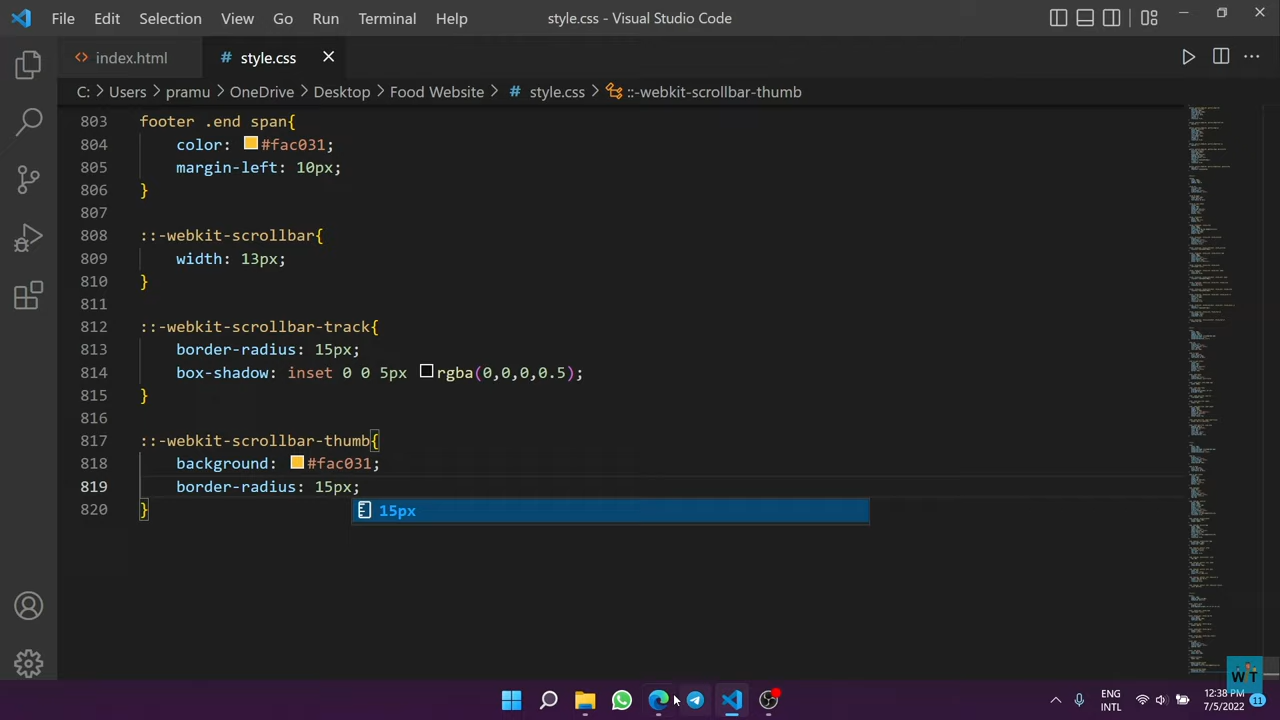 File Edit Selection View Go Run Terminal Help style.css - Visual Studio Code
index.html # style.css
C: > Users > pramu > OneDrive > Desktop > Food Website > # style.css > ::-webkit-scrollbar-thumb
803 footer .end span{
804 color: #fac031;
805 margin-left: 10px;
806 }
807
808 ::-webkit-scrollbar{
809 width: 13px;
810 }
811
812 ::-webkit-scrollbar-track{
813 border-radius: 15px;
814 box-shadow: inset 0 0 5px rgba(0,0,0,0.5);
815 }
816
817 ::-webkit-scrollbar-thumb{
818 background: #fac031;
819 border-radius: 15px;
820 }
15px
WT
ENG
INTL
12:38 PM
7/5/2022
11